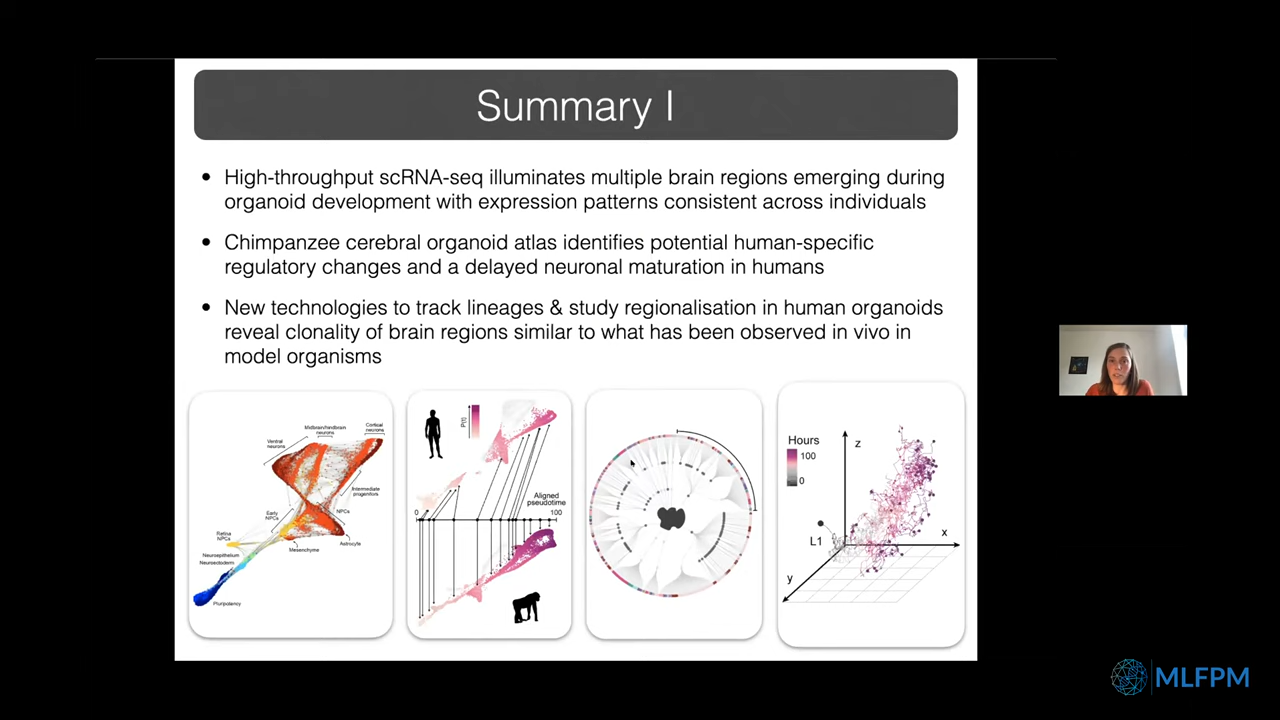 Summary I
• High-throughput scRNA-seq illuminates multiple brain regions emerging during
organoid development with expression patterns consistent across individuals
• Chimpanzee cerebral organoid atlas identifies potential human-specific
regulatory changes and a delayed neuronal maturation in humans
• New technologies to track lineages & study regionalisation in human organoids
reveal clonality of brain regions similar to what has been observed in vivo in
model organisms
Ventral
neurons
Midbrain/hindbrain
neurons
Cortical
neurons
Intermediate
progenitors
Early
NPCs
NPCs
Retina
NPCs
Mesenchyme
Astrocyte
Neuroepithelium
Neuroectoderm
Pluripotency
P(t)
Aligned
pseudotime
0
100
Hours
100
0
z
L1
x
y
MLFPM